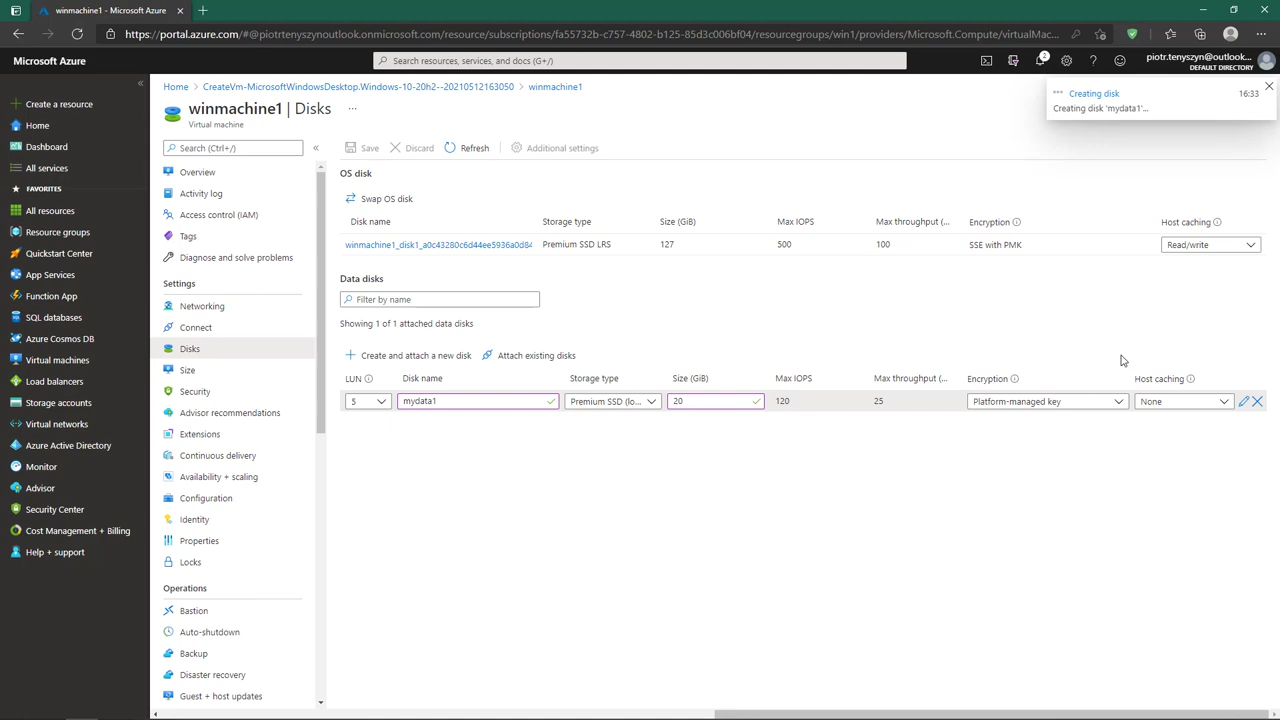 winmachine1 - Microsoft Azure
https://portal.azure.com/#@piotrtenyszynoutlook.onmicrosoft.com/resource/subscriptions/fa55732b-c757-4802-b125-85d3c006bf04/resourcegroups/win1/providers/Microsoft.Compute/virtualMac...
Microsoft Azure
Search resources, services, and docs (G+/)
2
piotr.tenyszyn@outlook....
DEFAULT DIRECTORY
Create a resource
Home
Dashboard
All services
FAVORITES
All resources
Resource groups
Quickstart Center
App Services
Function App
SQL databases
Azure Cosmos DB
Virtual machines
Load balancers
Storage accounts
Virtual networks
Azure Active Directory
Monitor
Advisor
Security Center
Cost Management + Billing
Help + support
Home > CreateVm-MicrosoftWindowsDesktop.Windows-10-20h2--20210512163050 > winmachine1
winmachine1 | Disks ...
Virtual machine
Search (Ctrl+/) «
Overview
Activity log
Access control (IAM)
Tags
Diagnose and solve problems
Settings
Networking
Connect
Disks
Size
Security
Advisor recommendations
Extensions
Continuous delivery
Availability + scaling
Configuration
Identity
Properties
Locks
Operations
Bastion
Auto-shutdown
Backup
Disaster recovery
Guest + host updates
Creating disk 16:33
Creating disk 'mydata1'...
Save Discard Refresh Additional settings
OS disk
Swap OS disk
Disk name Storage type Size (GiB) Max IOPS Max throughput (... Encryption Host caching
winmachine1_disk1_a0c43280c6d44ee5936a0d84 Premium SSD LRS 127 500 100 SSE with PMK Read/write
Data disks
Filter by name
Showing 1 of 1 attached data disks
Create and attach a new disk Attach existing disks
LUN Disk name Storage type Size (GiB) Max IOPS Max throughput (... Encryption Host caching
5 mydata1 Premium SSD (lo... 20 120 25 Platform-managed key None